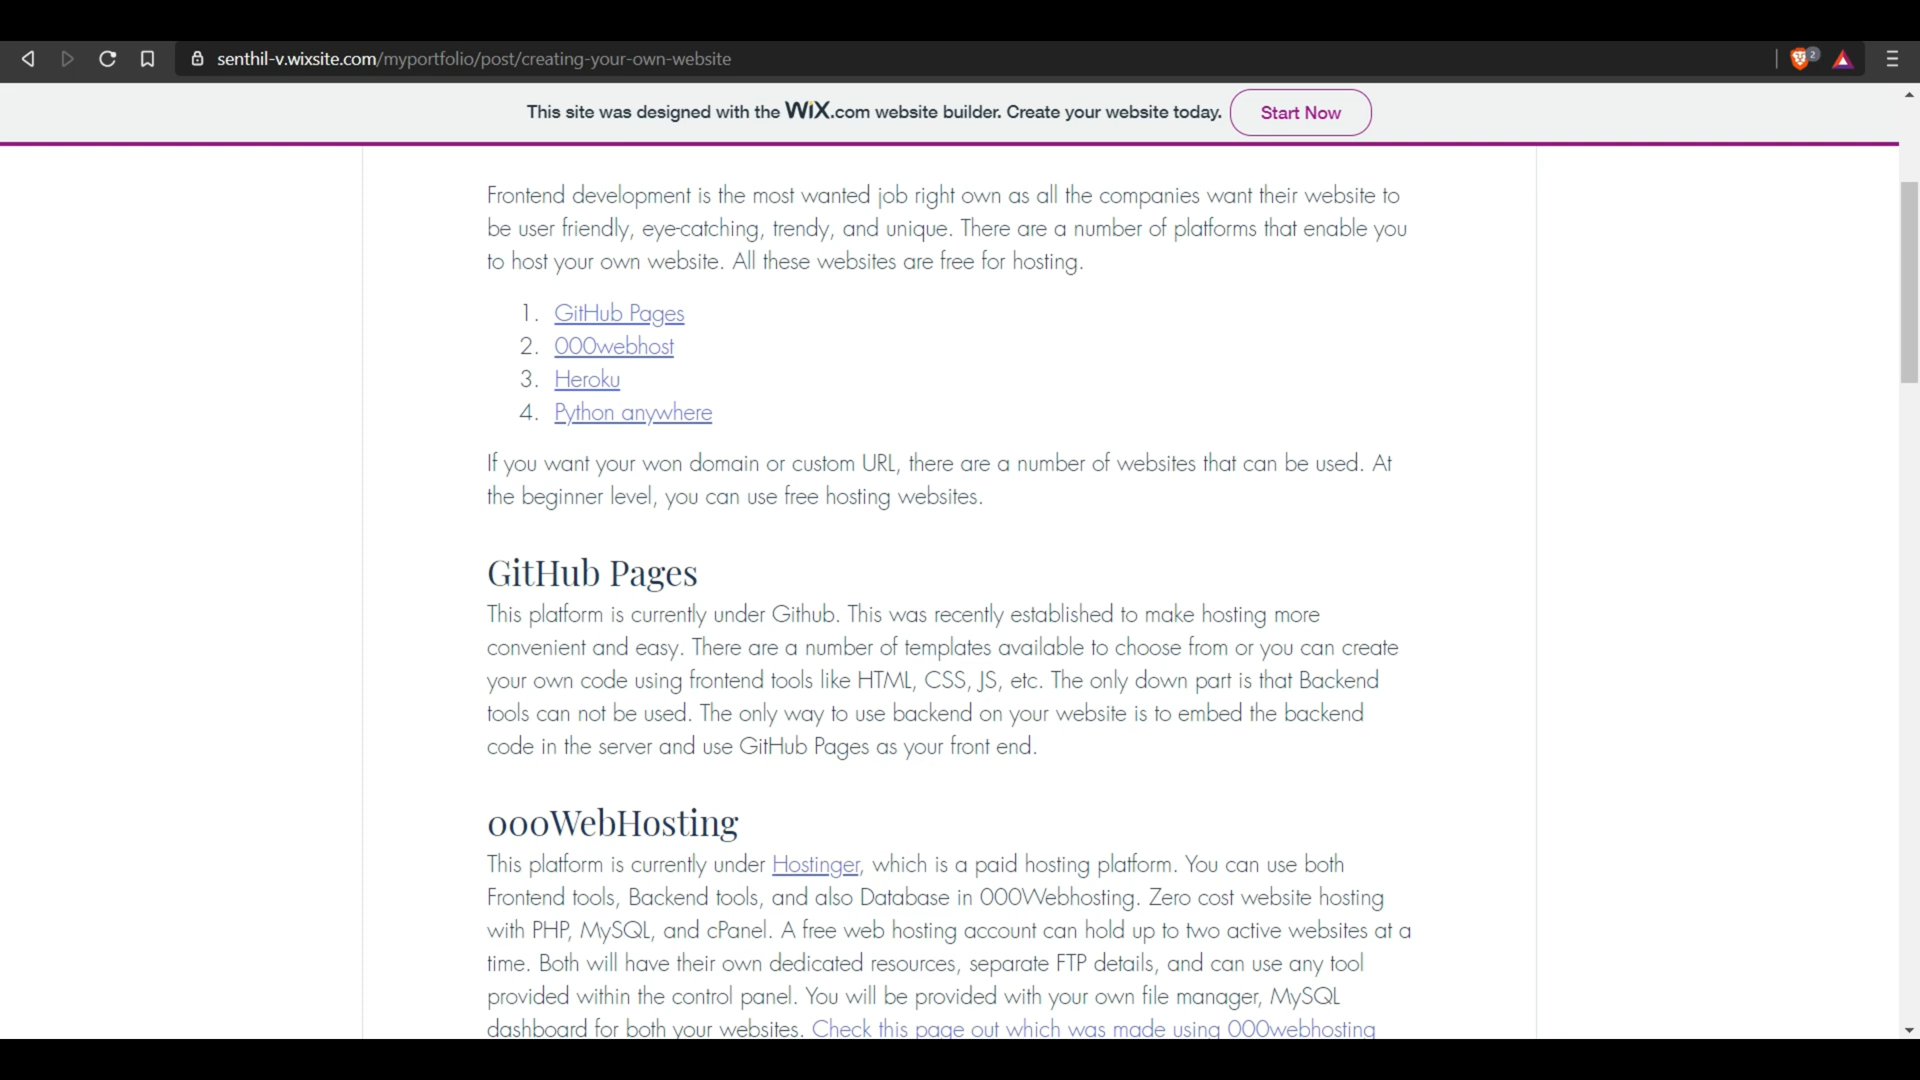 senthil-v.wixsite.com/myportfolio/post/creating-your-own-website
2
This site was designed with the WiX.com website builder. Create your website today.
Start Now
Frontend development is the most wanted job right own as all the companies want their website to
be user friendly, eye-catching, trendy, and unique. There are a number of platforms that enable you
to host your own website. All these websites are free for hosting.
1. GitHub Pages
2. 000webhost
3. Heroku
4. Python anywhere
If you want your won domain or custom URL, there are a number of websites that can be used. At
the beginner level, you can use free hosting websites.
GitHub Pages
This platform is currently under Github. This was recently established to make hosting more
convenient and easy. There are a number of templates available to choose from or you can create
your own code using frontend tools like HTML, CSS, JS, etc. The only down part is that Backend
tools can not be used. The only way to use backend on your website is to embed the backend
code in the server and use GitHub Pages as your front end.
000WebHosting
This platform is currently under Hostinger, which is a paid hosting platform. You can use both
Frontend tools, Backend tools, and also Database in 000Webhosting. Zero cost website hosting
with PHP, MySQL, and cPanel. A free web hosting account can hold up to two active websites at a
time. Both will have their own dedicated resources, separate FTP details, and can use any tool
provided within the control panel. You will be provided with your own file manager, MySQL
dashboard for both your websites. Check this page out which was made using 000webhosting